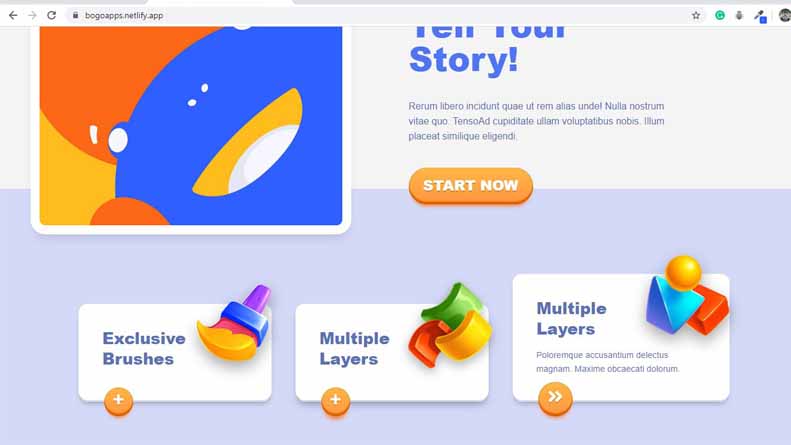 bogoapps.netlify.app
Tell Your
Story!
Rerum libero incidunt quae ut rem alias unde! Nulla nostrum
vitae quo. TensoAd cupiditate ullam voluptatibus nobis. Illum
placeat similique eligendi.
START NOW
Exclusive
Brushes
Multiple
Layers
Multiple
Layers
Poloremque accusantium delectus
magnam. Maxime obcaecati dolorum.